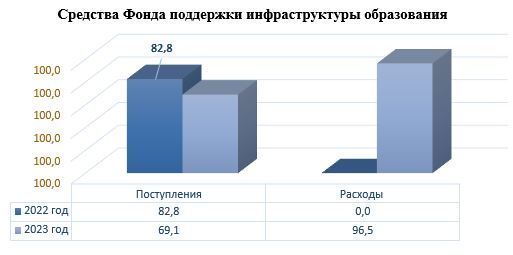 Средства Фонда поддержки инфраструктуры образования
82,8
100,0
100,0
100,0
100,0
100,0
100,0
Поступления Расходы
2022 год 82,8 0,0
2023 год 69,1 96,5